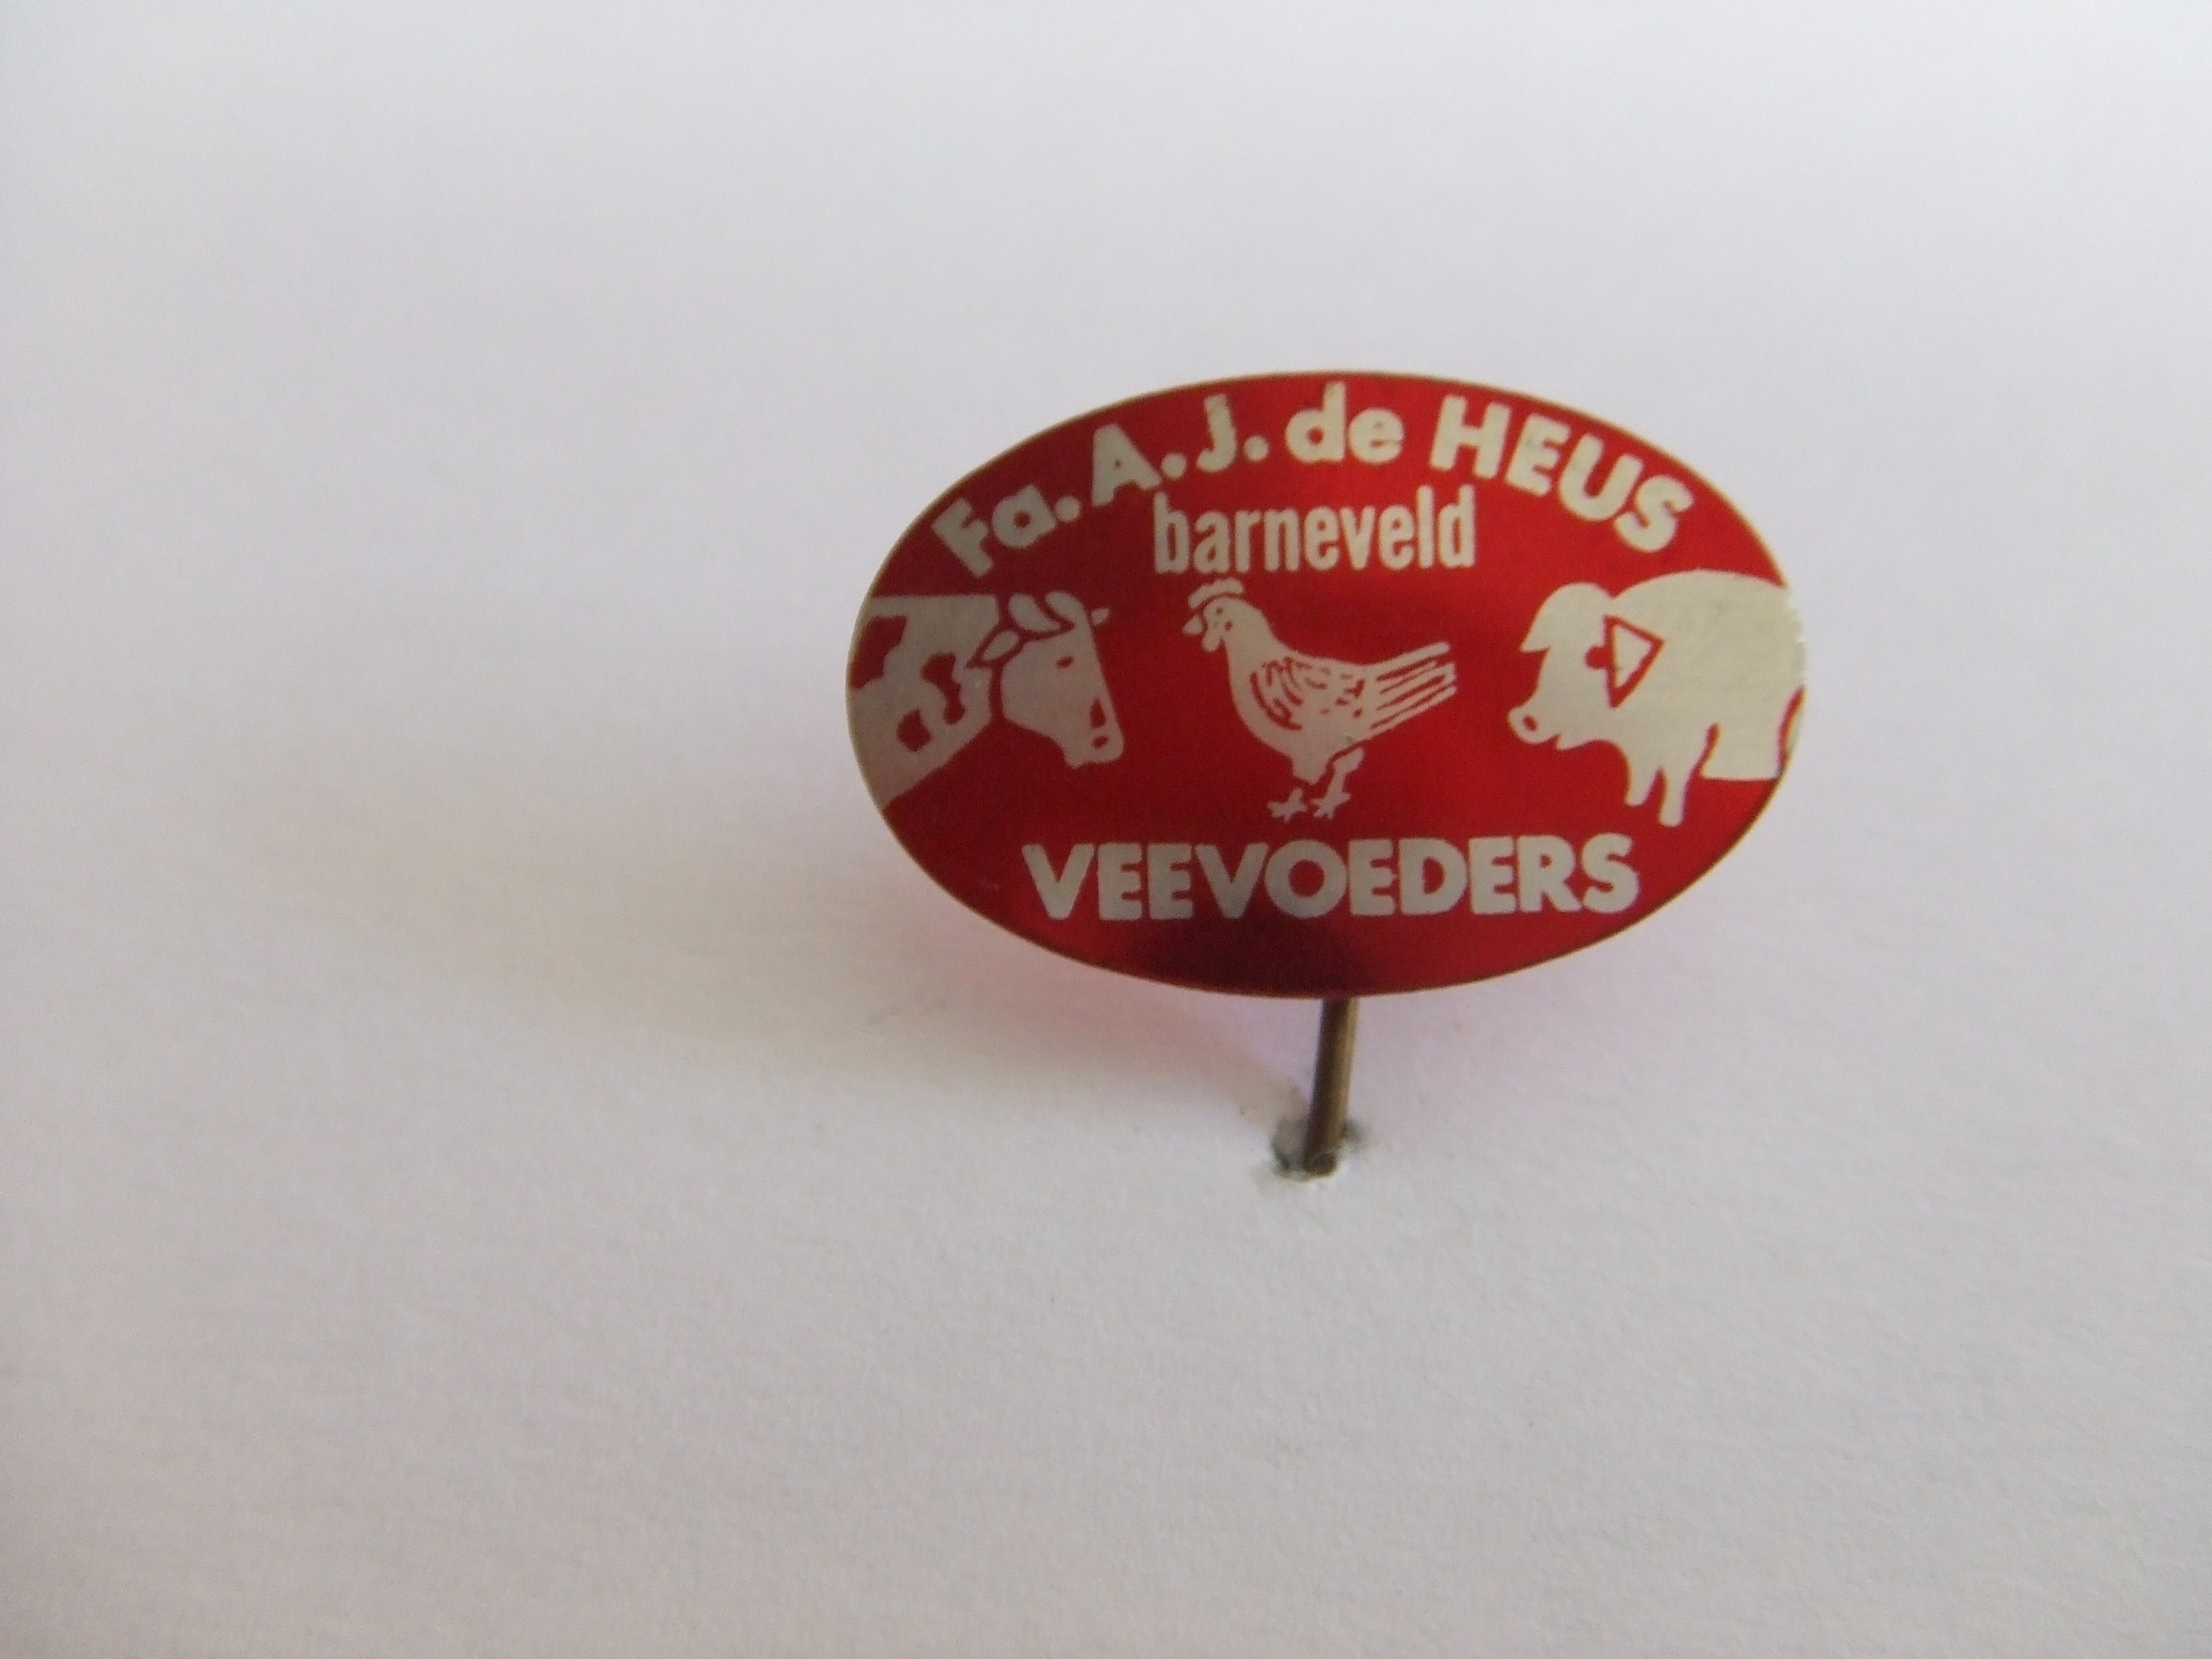 Fa. A. J. de HEUS
barneveld
VEEVOEDERS